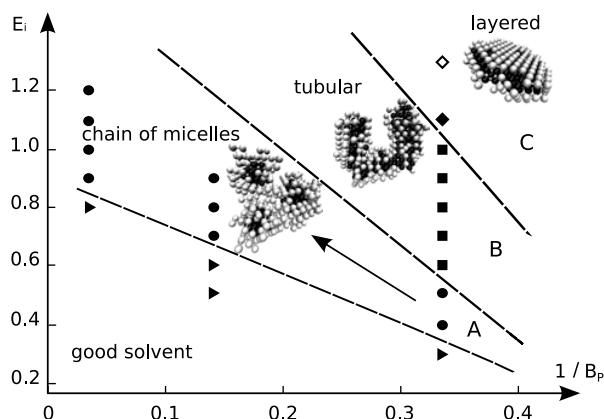 Ei
layered
1.2
tubular
1.0
chain of micelles
C
0.8
B
0.6
A
0.4
good solvent
1 / BP
0.2
0 0.1 0.2 0.3 0.4